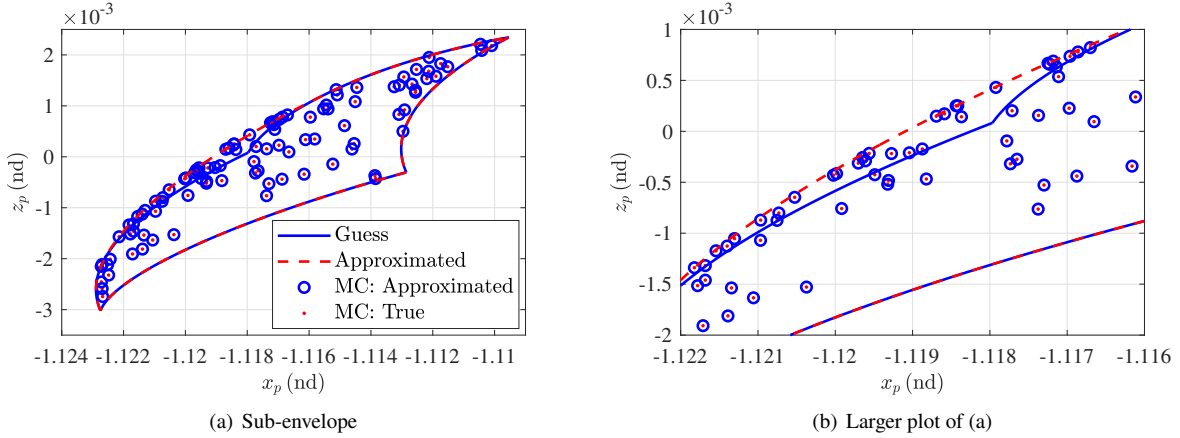 ×10⁻³
2
1
0
-1
-2
-3
z_p (nd)
-1.124 -1.122 -1.12 -1.118 -1.116 -1.114 -1.112 -1.11
x_p (nd)
Guess
Approximated
MC: Approximated
MC: True
(a) Sub-envelope
×10⁻³
1
0.5
0
-0.5
-1
-1.5
-2
z_p (nd)
-1.122 -1.121 -1.12 -1.119 -1.118 -1.117 -1.116
x_p (nd)
(b) Larger plot of (a)